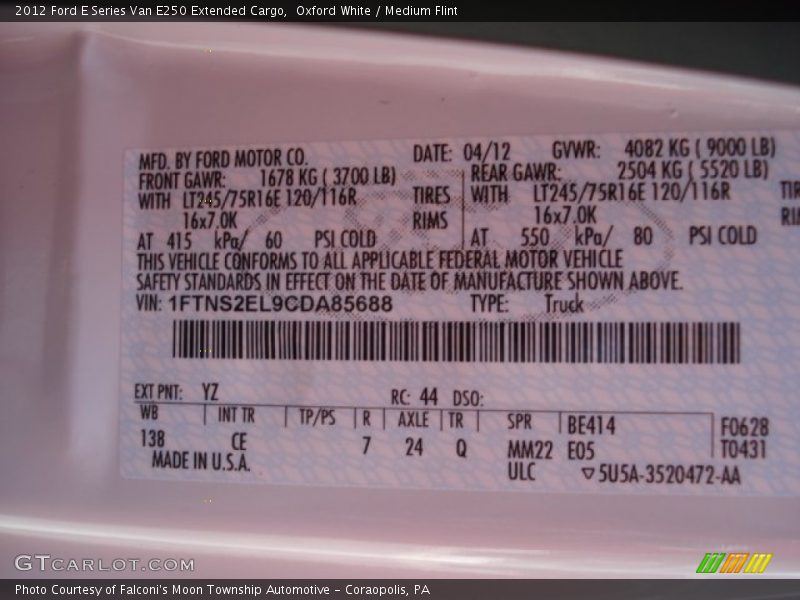 2012 Ford E Series Van E250 Extended Cargo,  Oxford White / Medium Flint
MFD. BY FORD MOTOR CO. DATE: 04/12 GVWR: 4082 KG ( 9000 LB)
FRONT GAWR: 1678 KG ( 3700 LB) REAR GAWR: 2504 KG ( 5520 LB)
WITH LT245/75R16E 120/116R TIRES WITH LT245/75R16E 120/116R
16x7.0K RIMS 16x7.0K
AT 415 kPa/ 60 PSI COLD AT 550 kPa/ 80 PSI COLD
THIS VEHICLE CONFORMS TO ALL APPLICABLE FEDERAL MOTOR VEHICLE
SAFETY STANDARDS IN EFFECT ON THE DATE OF MANUFACTURE SHOWN ABOVE.
VIN: 1FTNS2EL9CDA85688 TYPE: Truck
EXT PNT: YZ RC: 44 DSO:
WB INT TR TP/PS R AXLE TR SPR BE414 F0628
138 CE 7 24 Q MM22 E05 T0431
MADE IN U.S.A. ULC ▽5U5A-3520472-AA
GTCARLOT.COM
Photo Courtesy of Falconi's Moon Township Automotive – Coraopolis, PA